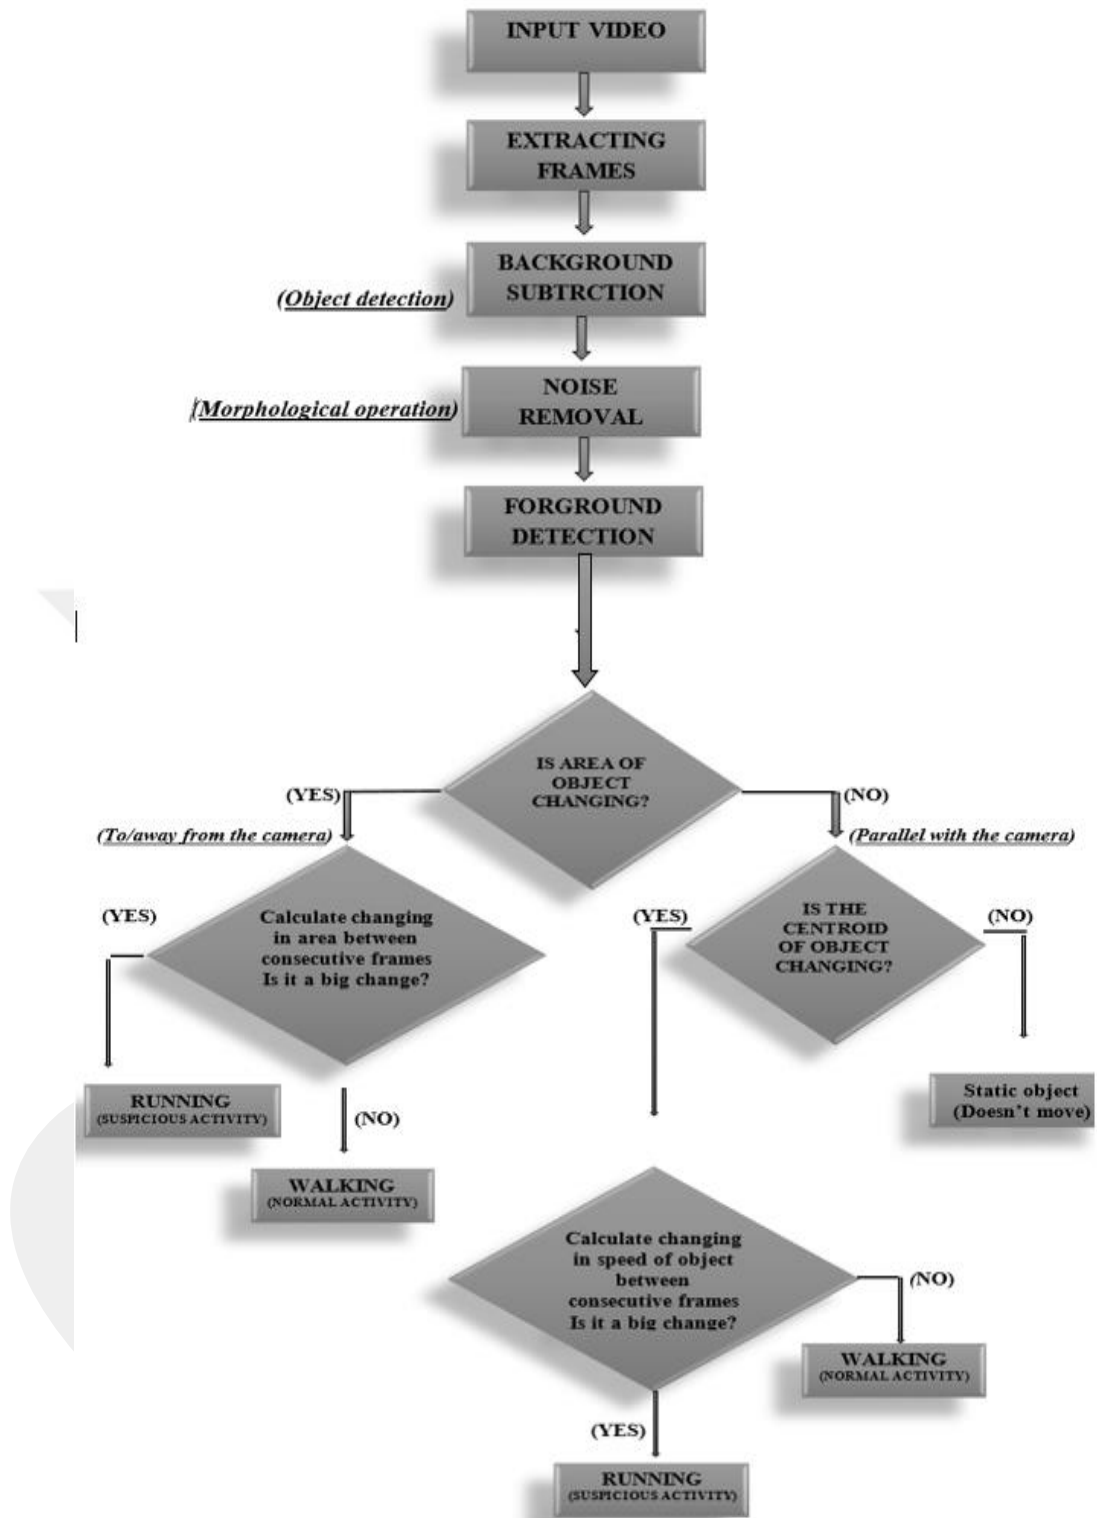 INPUT VIDEO
EXTRACTING
FRAMES
BACKGROUND
SUBTRCTION
(Object detection)
NOISE
REMOVAL
(Morphological operation)
FORGROUND
DETECTION
IS AREA OF
OBJECT
CHANGING?
(YES)
(NO)
(To/away from the camera)
(Parallel with the camera)
(YES)
Calculate changing
in area between
consecutive frames
Is it a big change?
(YES)
IS THE
CENTROID
OF OBJECT
CHANGING?
(NO)
RUNNING
(SUSPICIOUS ACTIVITY)
(NO)
Static object
(Doesn't move)
WALKING
(NORMAL ACTIVITY)
Calculate changing
in speed of object
between
consecutive frames
Is it a big change?
(NO)
WALKING
(NORMAL ACTIVITY)
(YES)
RUNNING
(SUSPICIOUS ACTIVITY)